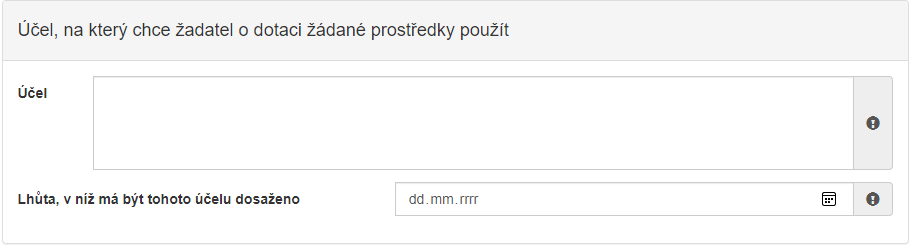 Účel, na který chce žadatel o dotaci žádané prostředky použít
Účel
Lhůta, v níž má být tohoto účelu dosaženo
dd.mm.rrrr